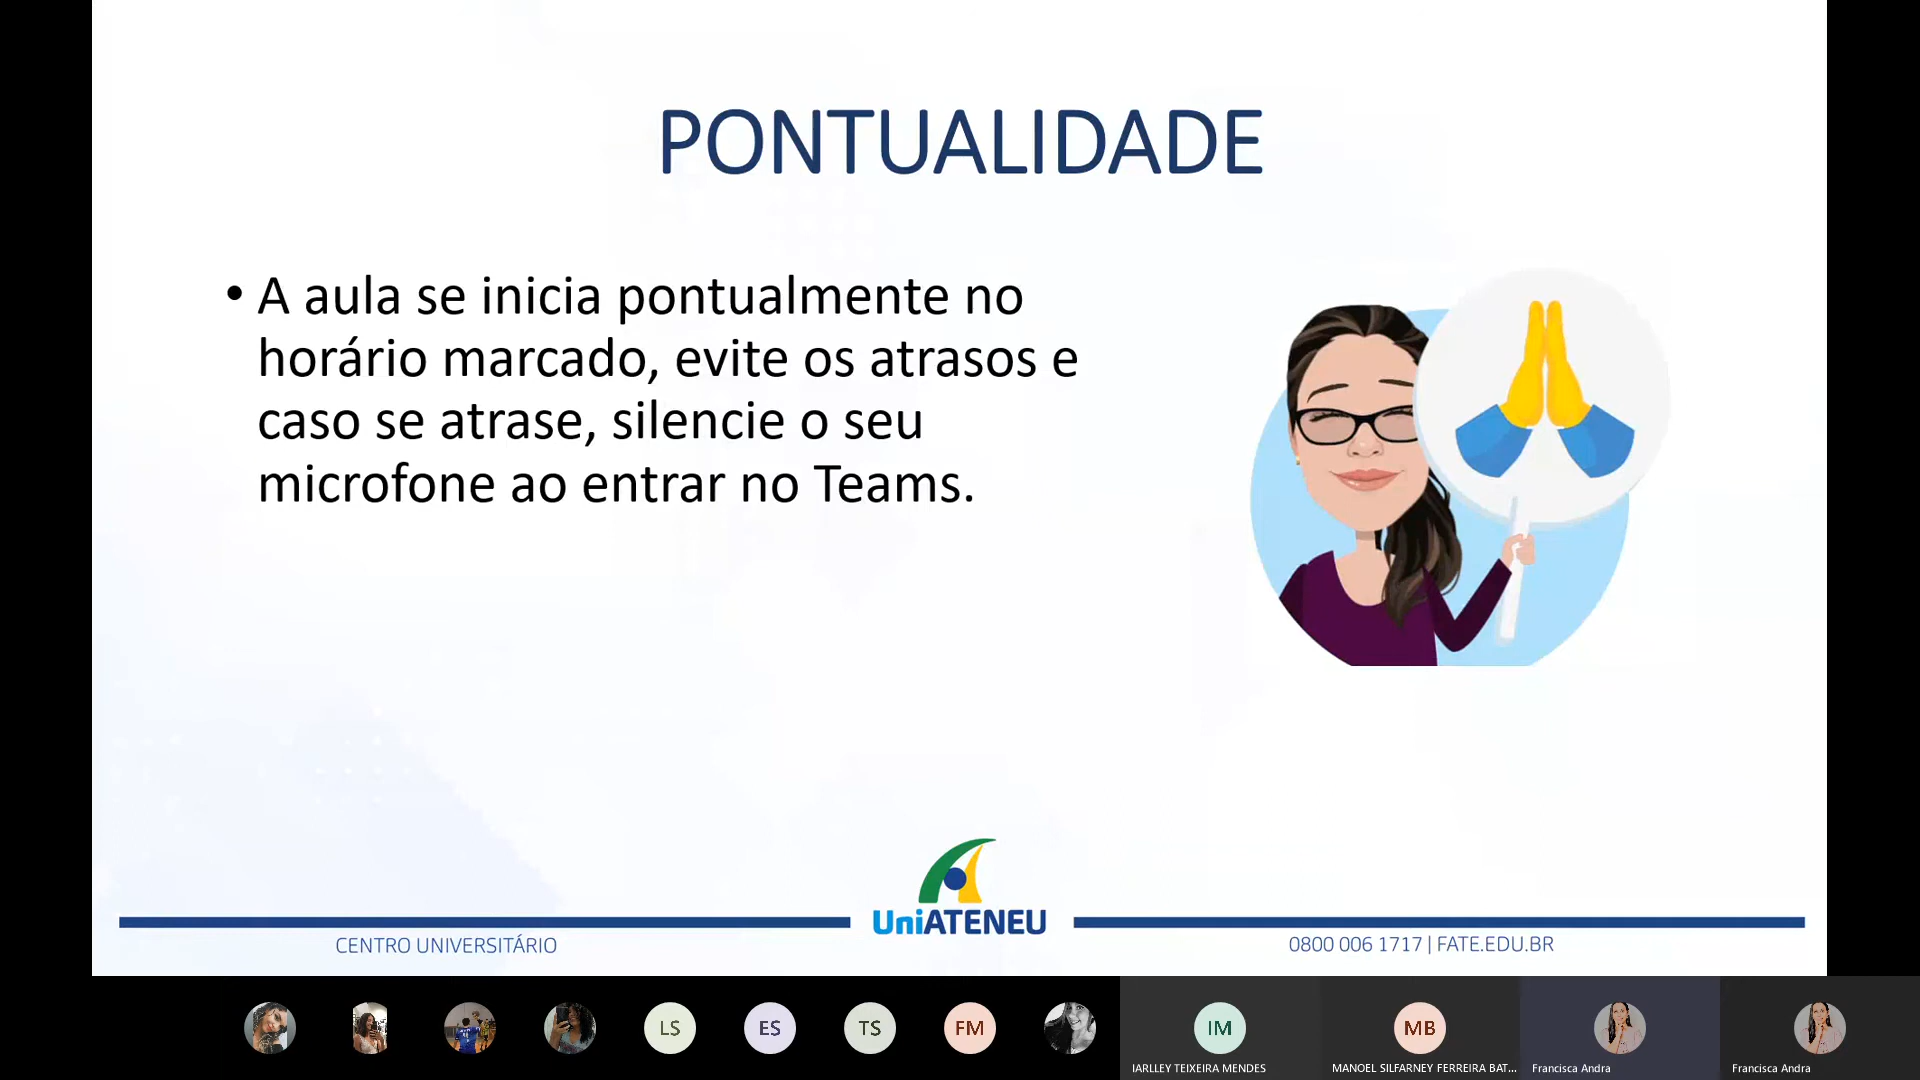 PONTUALIDADE
• A aula se inicia pontualmente no
horário marcado, evite os atrasos e
caso se atrase, silencie o seu
microfone ao entrar no Teams.
UniATENEU
CENTRO UNIVERSITÁRIO
0800 006 1717 | FATE.EDU.BR
LS ES TS FM IM MB
IARLLEY TEIXEIRA MENDES MANOEL SILFARNEY FERREIRA BAT... Francisca Andra Francisca Andra